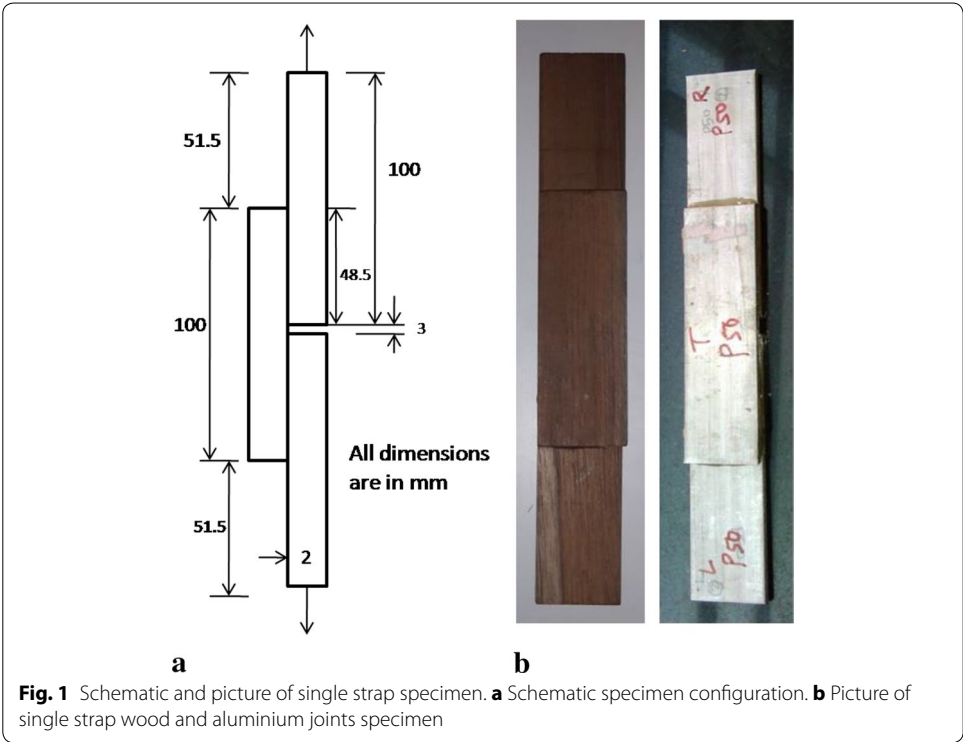 51.5
100
48.5
100
3
All dimensions
are in mm
51.5
2
R
P50
T
P50
L
P50
a
b
Fig. 1 Schematic and picture of single strap specimen. a Schematic specimen configuration. b Picture of
single strap wood and aluminium joints specimen